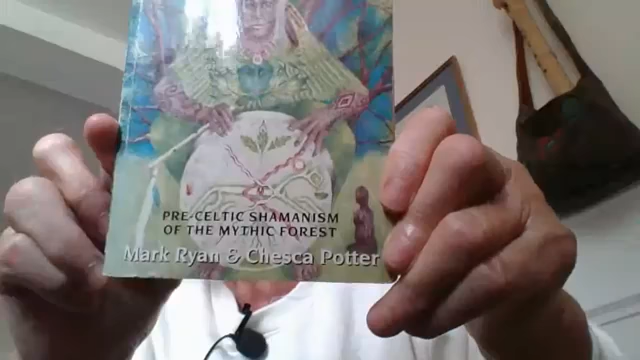 PRE-CELTIC SHAMANISM
OF THE MYTHIC FOREST
Mark Ryan & Chesca Potter